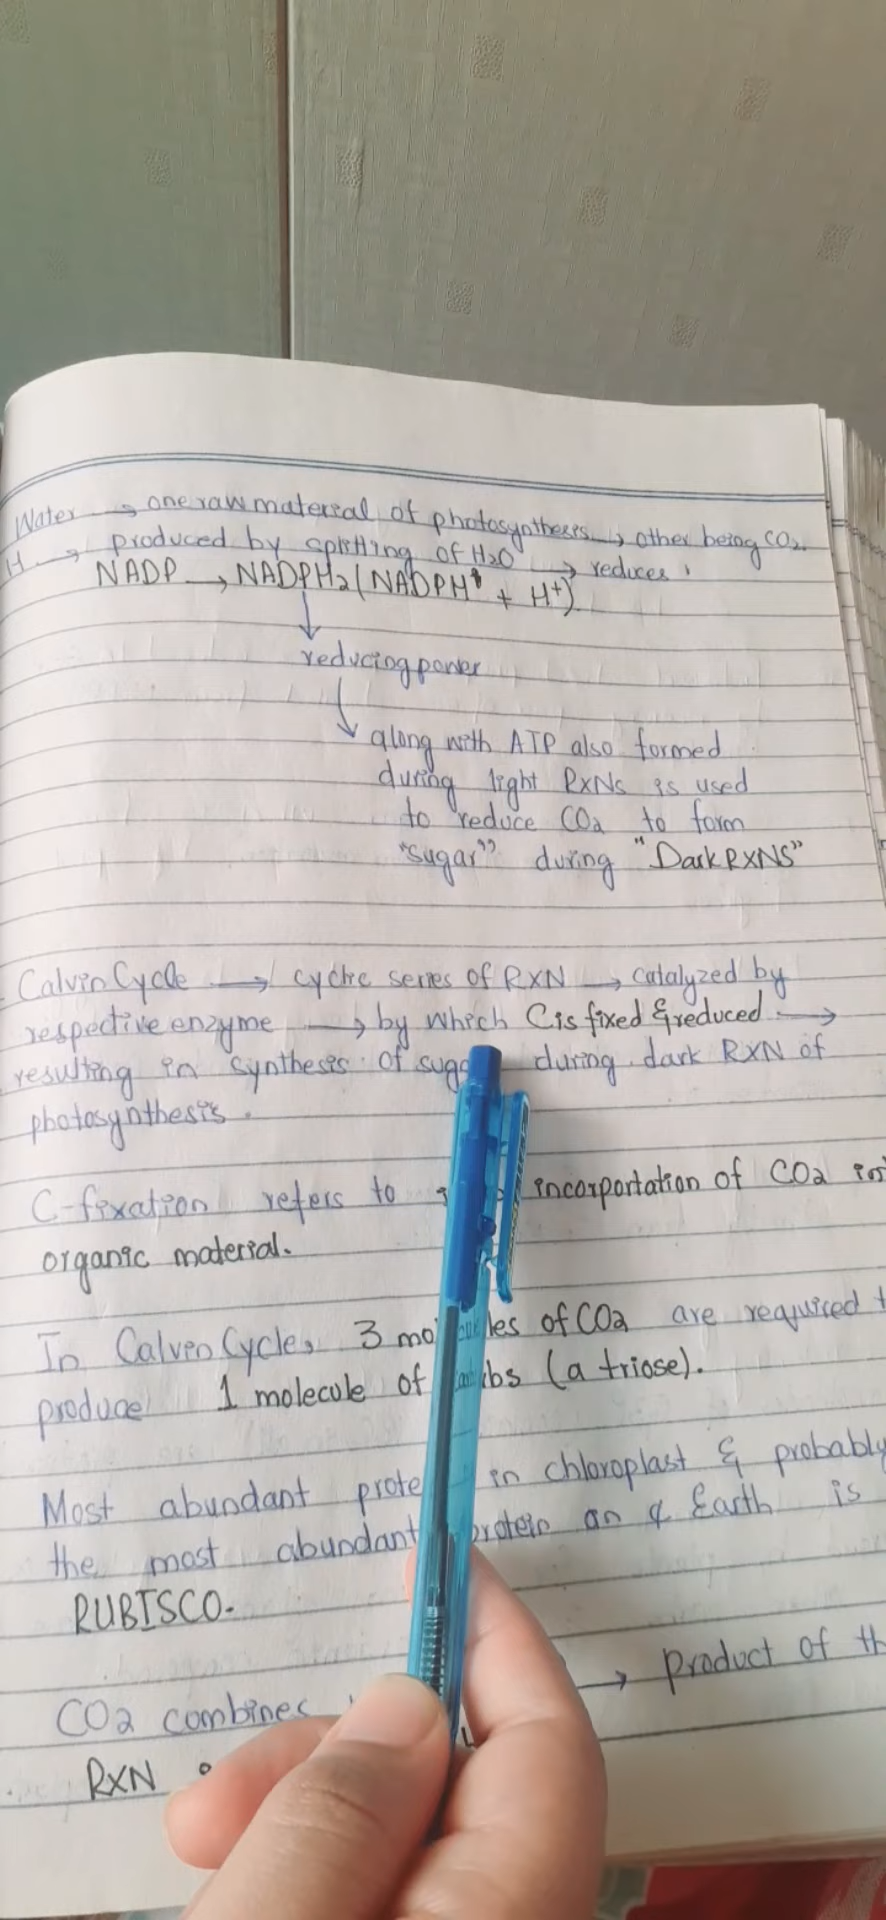 Water → one raw material of photosynthesis → other being CO2.
H → produced by splitting of H2O → reduces
NADP → NADPH2 (NADPH + H+)
↓
reducing power
↓
along with ATP also formed
during light RXNs is used
to reduce CO2 to form
"sugar" during "Dark RXNS"
Calvin Cycle → cyclic series of RXN → catalyzed by
respective enzyme → by which C is fixed & reduced →
resulting in synthesis of during dark RXN of
photosynthesis.
C-fixation refers to incorportation of CO2
organic material.
In Calvin Cycle, 3 molecules of CO2 are required
produce 1 molecule of (a triose).
Most abundant in chloroplast & probably
the most abundant protein on Earth is
RUBISCO.
CO2 combines → product of
RXN